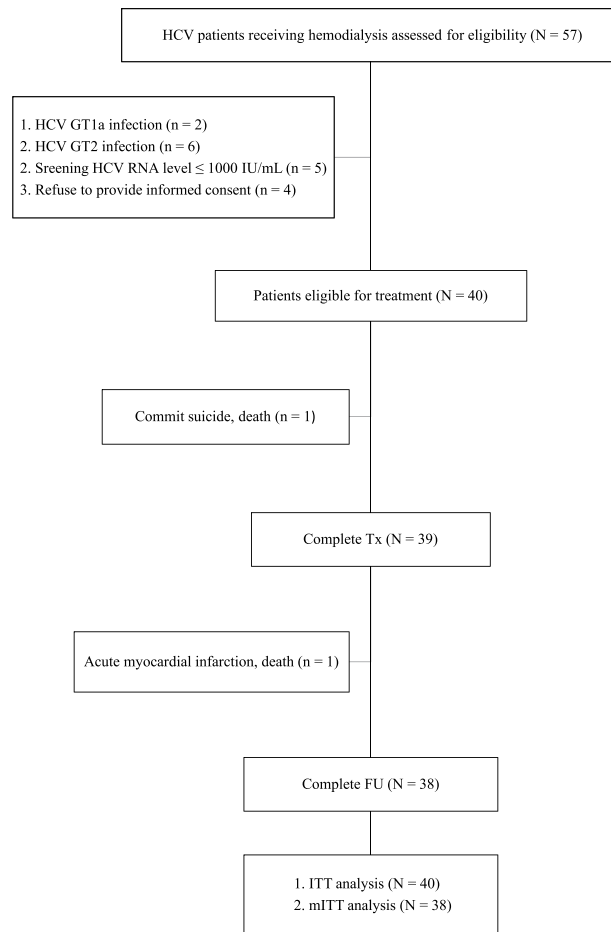 HCV patients receiving hemodialysis assessed for eligibility (N = 57)
1. HCV GT1a infection (n = 2)
2. HCV GT2 infection (n = 6)
2. Sreening HCV RNA level ≤ 1000 IU/mL (n = 5)
3. Refuse to provide informed consent (n = 4)
Patients eligible for treatment (N = 40)
Commit suicide, death (n = 1)
Complete Tx (N = 39)
Acute myocardial infarction, death (n = 1)
Complete FU (N = 38)
1. ITT analysis (N = 40)
2. mITT analysis (N = 38)